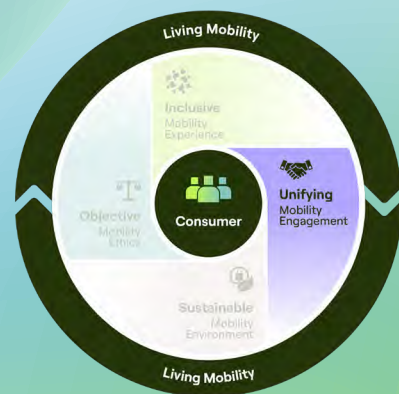 Living Mobility
Inclusive
Mobility
Experience
Unifying
Mobility
Engagement
Objective
Mobility
Ethics
Consumer
Sustainable
Mobility
Environment
Living Mobility